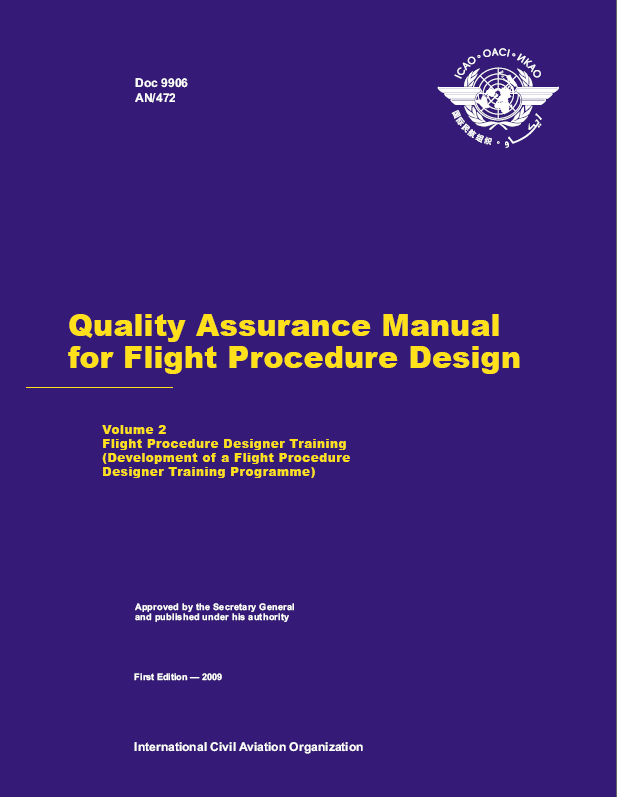 Doc 9906
AN/472
ICAO ° OACI ° ИКАО
国际民航组织 ° ايكاو
Quality Assurance Manual
for Flight Procedure Design
Volume 2
Flight Procedure Designer Training
(Development of a Flight Procedure
Designer Training Programme)
Approved by the Secretary General
and published under his authority
First Edition — 2009
International Civil Aviation Organization